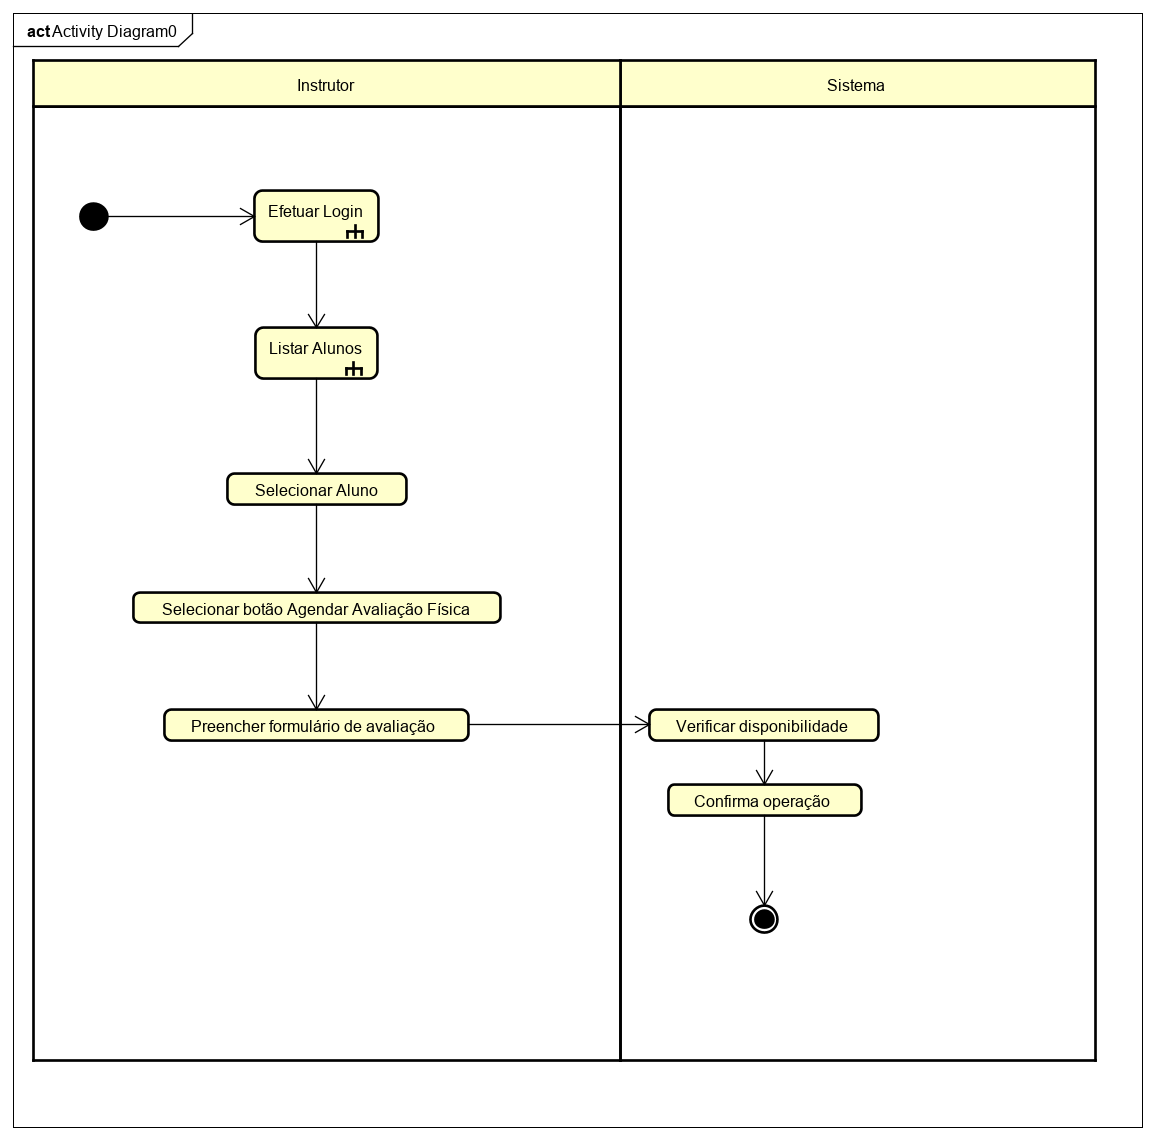 act Activity Diagram0
Instrutor
Sistema
Efetuar Login
Listar Alunos
Selecionar Aluno
Selecionar botão Agendar Avaliação Física
Preencher formulário de avaliação
Verificar disponibilidade
Confirma operação